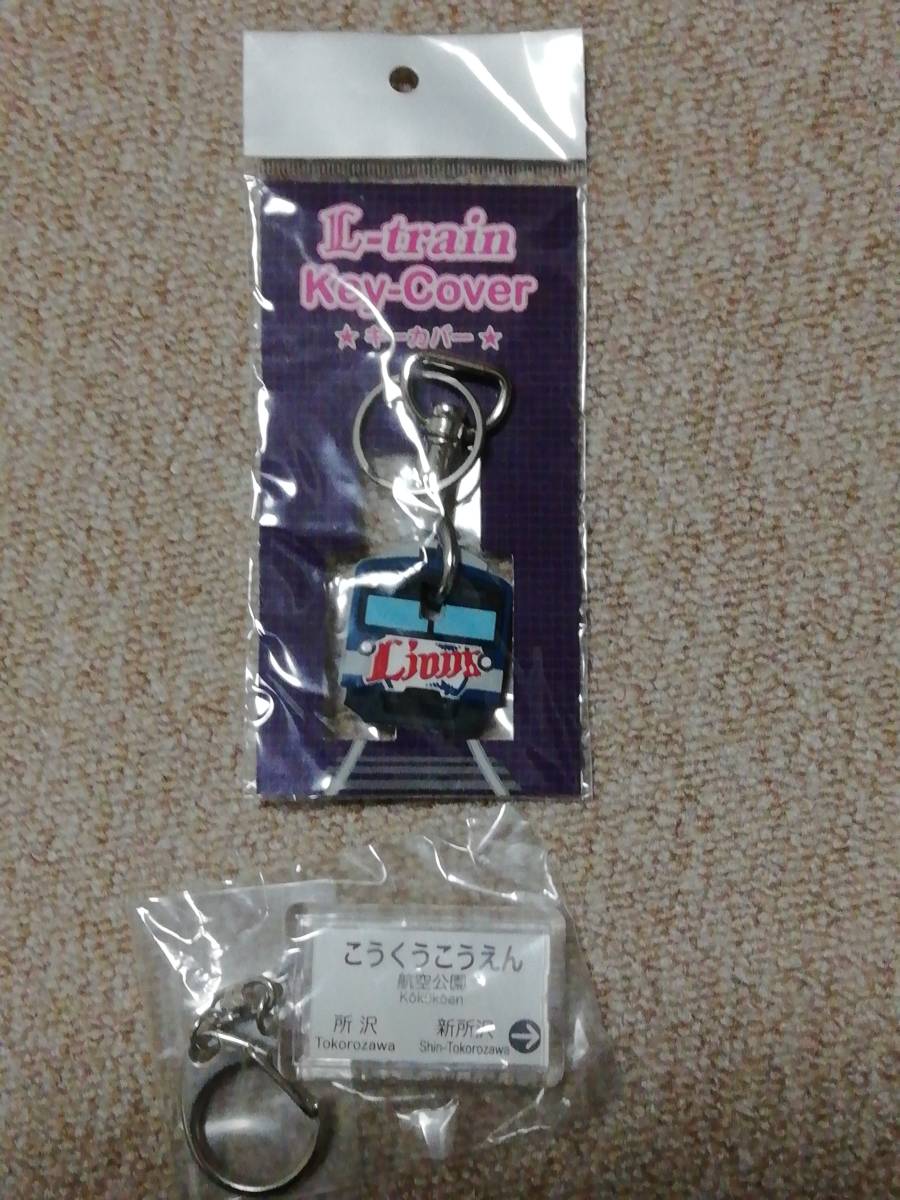 L-train
Key-Cover
★ キーカバー ★
Lions
こうくうこうえん
航空公園
Kōkūkōen
所沢 新所沢
Tokorozawa Shin-Tokorozawa